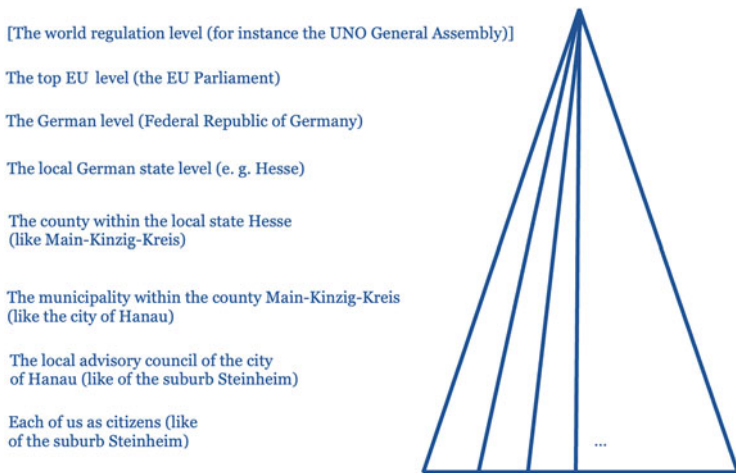 [The world regulation level (for instance the UNO General Assembly)]
The top EU level (the EU Parliament)
The German level (Federal Republic of Germany)
The local German state level (e. g. Hesse)
The county within the local state Hesse
(like Main-Kinzig-Kreis)
The municipality within the county Main-Kinzig-Kreis
(like the city of Hanau)
The local advisory council of the city
of Hanau (like of the suburb Steinheim)
Each of us as citizens (like
of the suburb Steinheim)
...